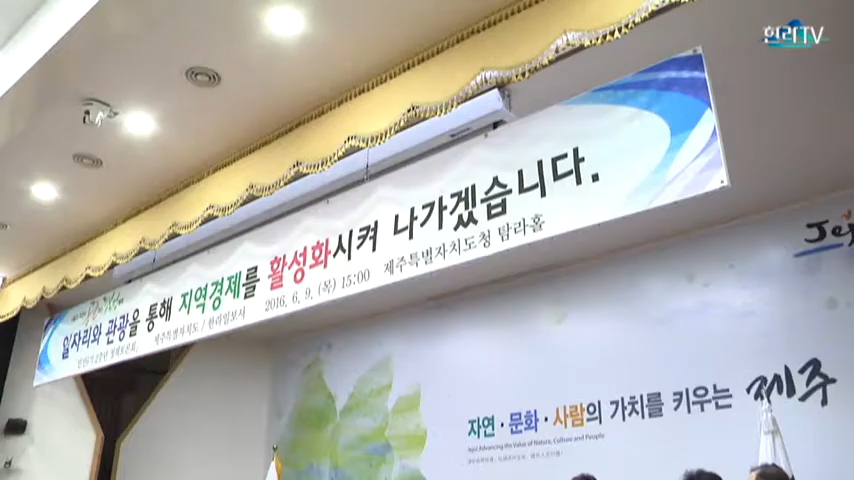 한라TV
일자리와 관광을 통해 지역경제를 활성화시켜 나가겠습니다.
제주특별자치도 / 한라일보사 2016. 6. 9. (목) 15:00 제주특별자치도청 탐라홀
Jej
자연·문화·사람의 가치를 키우는 제주
Jeju! Advancing the Value of Nature, Culture and People